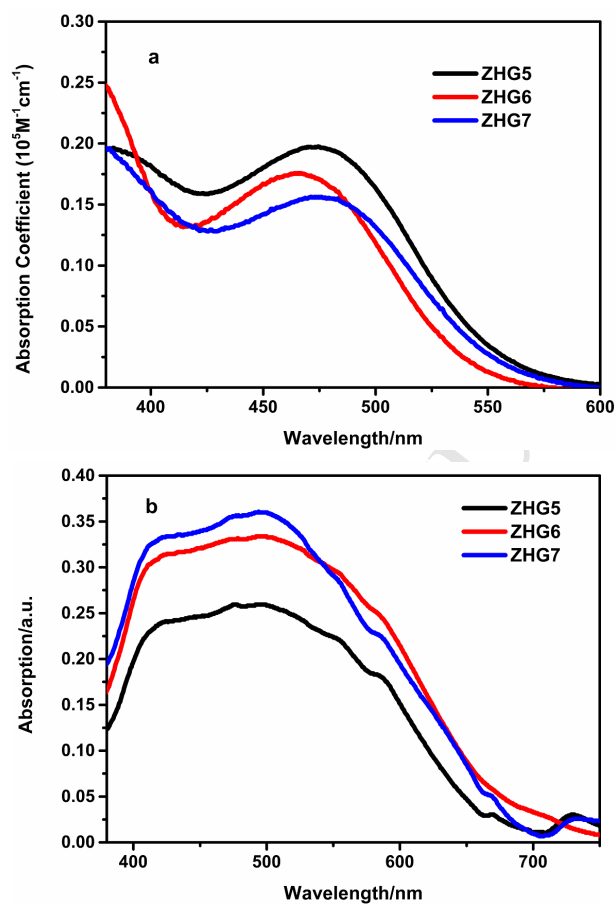 a
ZHG5
ZHG6
ZHG7
0.30
0.25
0.20
0.15
0.10
0.05
0.00
Absorption Coefficient (10⁵M⁻¹cm⁻¹)
400 450 500 550 600
Wavelength/nm
b
ZHG5
ZHG6
ZHG7
0.40
0.35
0.30
0.25
0.20
0.15
0.10
0.05
0.00
Absorption/a.u.
400 500 600 700
Wavelength/nm